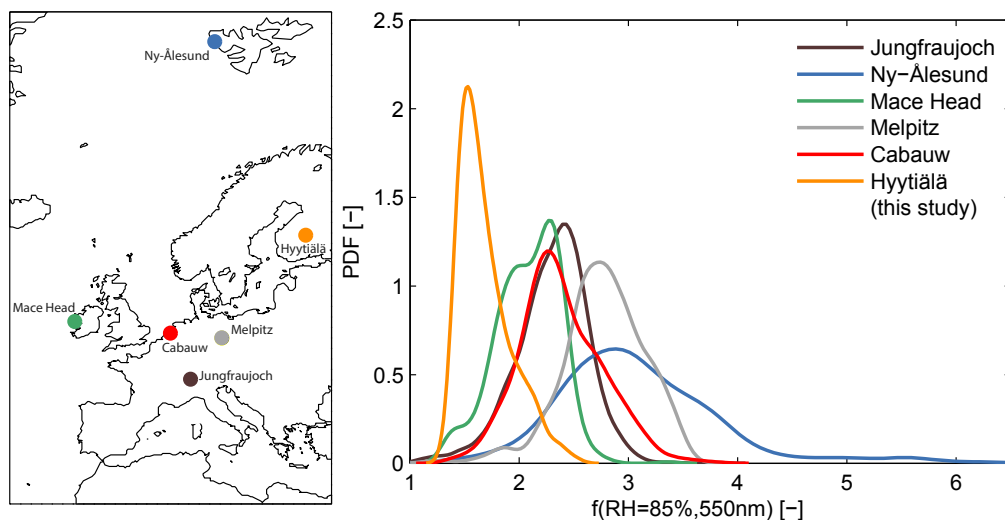 Ny-Ålesund
Hyytiälä
Mace Head
Melpitz
Cabauw
Jungfraujoch
2.5
2
1.5
1
0.5
0
PDF [−]
1
2
3
4
5
6
f(RH=85%,550nm) [−]
Jungfraujoch
Ny−Ålesund
Mace Head
Melpitz
Cabauw
Hyytiälä
(this study)